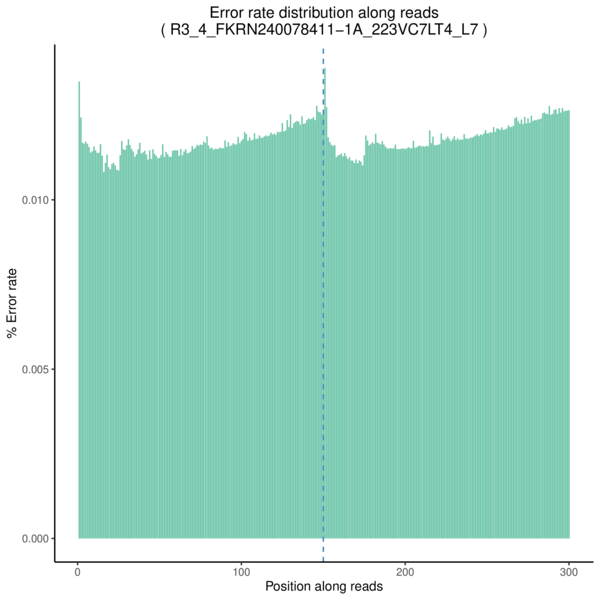 Error rate distribution along reads
( R3_4_FKRN240078411−1A_223VC7LT4_L7 )
% Error rate
0.010
0.005
0.000
0
100
200
300
Position along reads